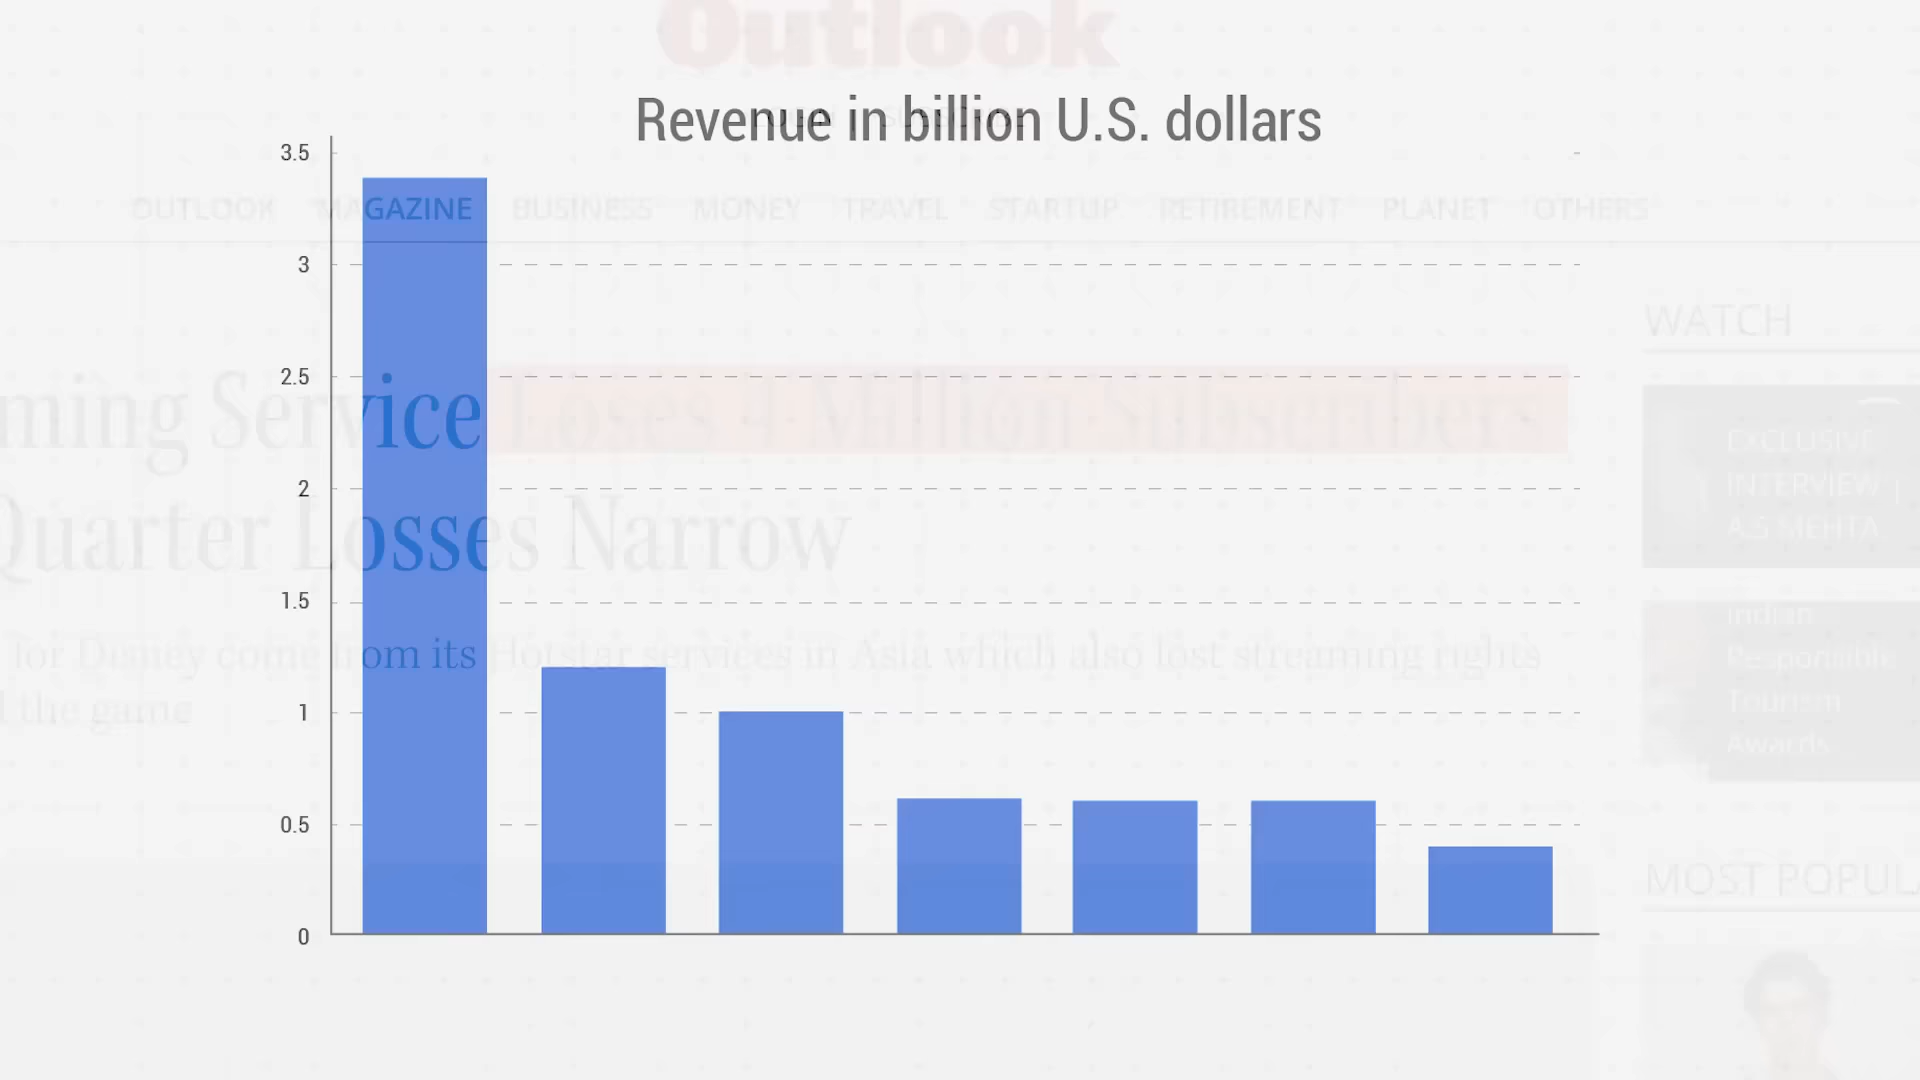 Outlook
LOGIN | SUBSCRIBE
Revenue in billion U.S. dollars
3.5
OUTLOOK MAGAZINE BUSINESS MONEY TRAVEL STARTUP RETIREMENT PLANET OTHERS
3
WATCH
2.5
ming Service Loses 4 Million Subscribers
EXCLUSIVE
INTERVIEW |
A.S MEHTA
2
Quarter Losses Narrow
1.5
Indian
Responsible
Tourism
Awards
for Disney come from its Hotstar services in Asia which also lost streaming rights
the game
1
0.5
MOST POPUL
0